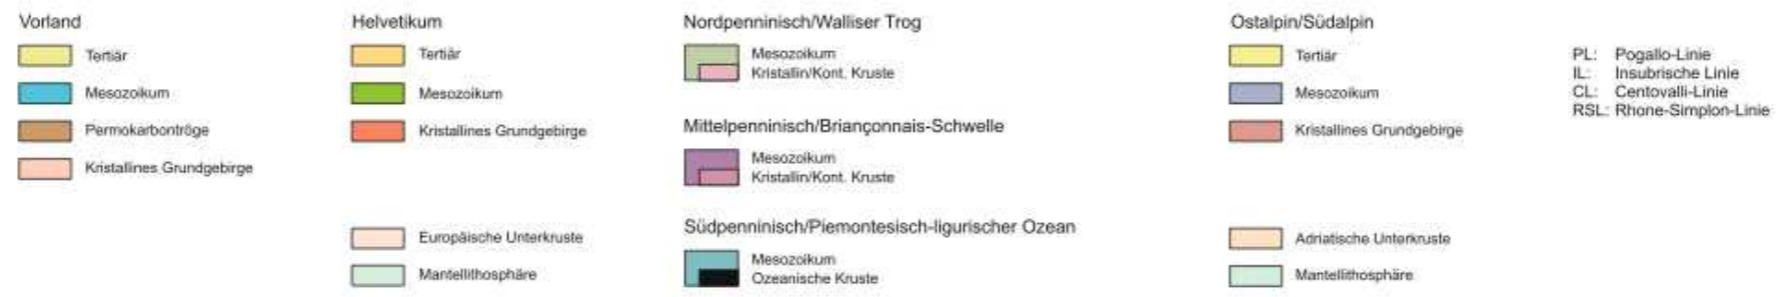 Vorland
Tertiär
Mesozoikum
Permokarbontröge
Kristallines Grundgebirge
Helvetikum
Tertiär
Mesozoikum
Kristallines Grundgebirge
Europäische Unterkruste
Mantellithosphäre
Nordpenninisch/Walliser Trog
Mesozoikum
Kristallin/Kont. Kruste
Mittelpenninisch/Briançonnais-Schwelle
Mesozoikum
Kristallin/Kont. Kruste
Südpenninisch/Piemontesisch-ligurischer Ozean
Mesozoikum
Ozeanische Kruste
Ostalpin/Südalpin
Tertiär
Mesozoikum
Kristallines Grundgebirge
Adriatische Unterkruste
Mantellithosphäre
PL: Pogallo-Linie
IL: Insubrische Linie
CL: Centovalli-Linie
RSL: Rhone-Simplon-Linie